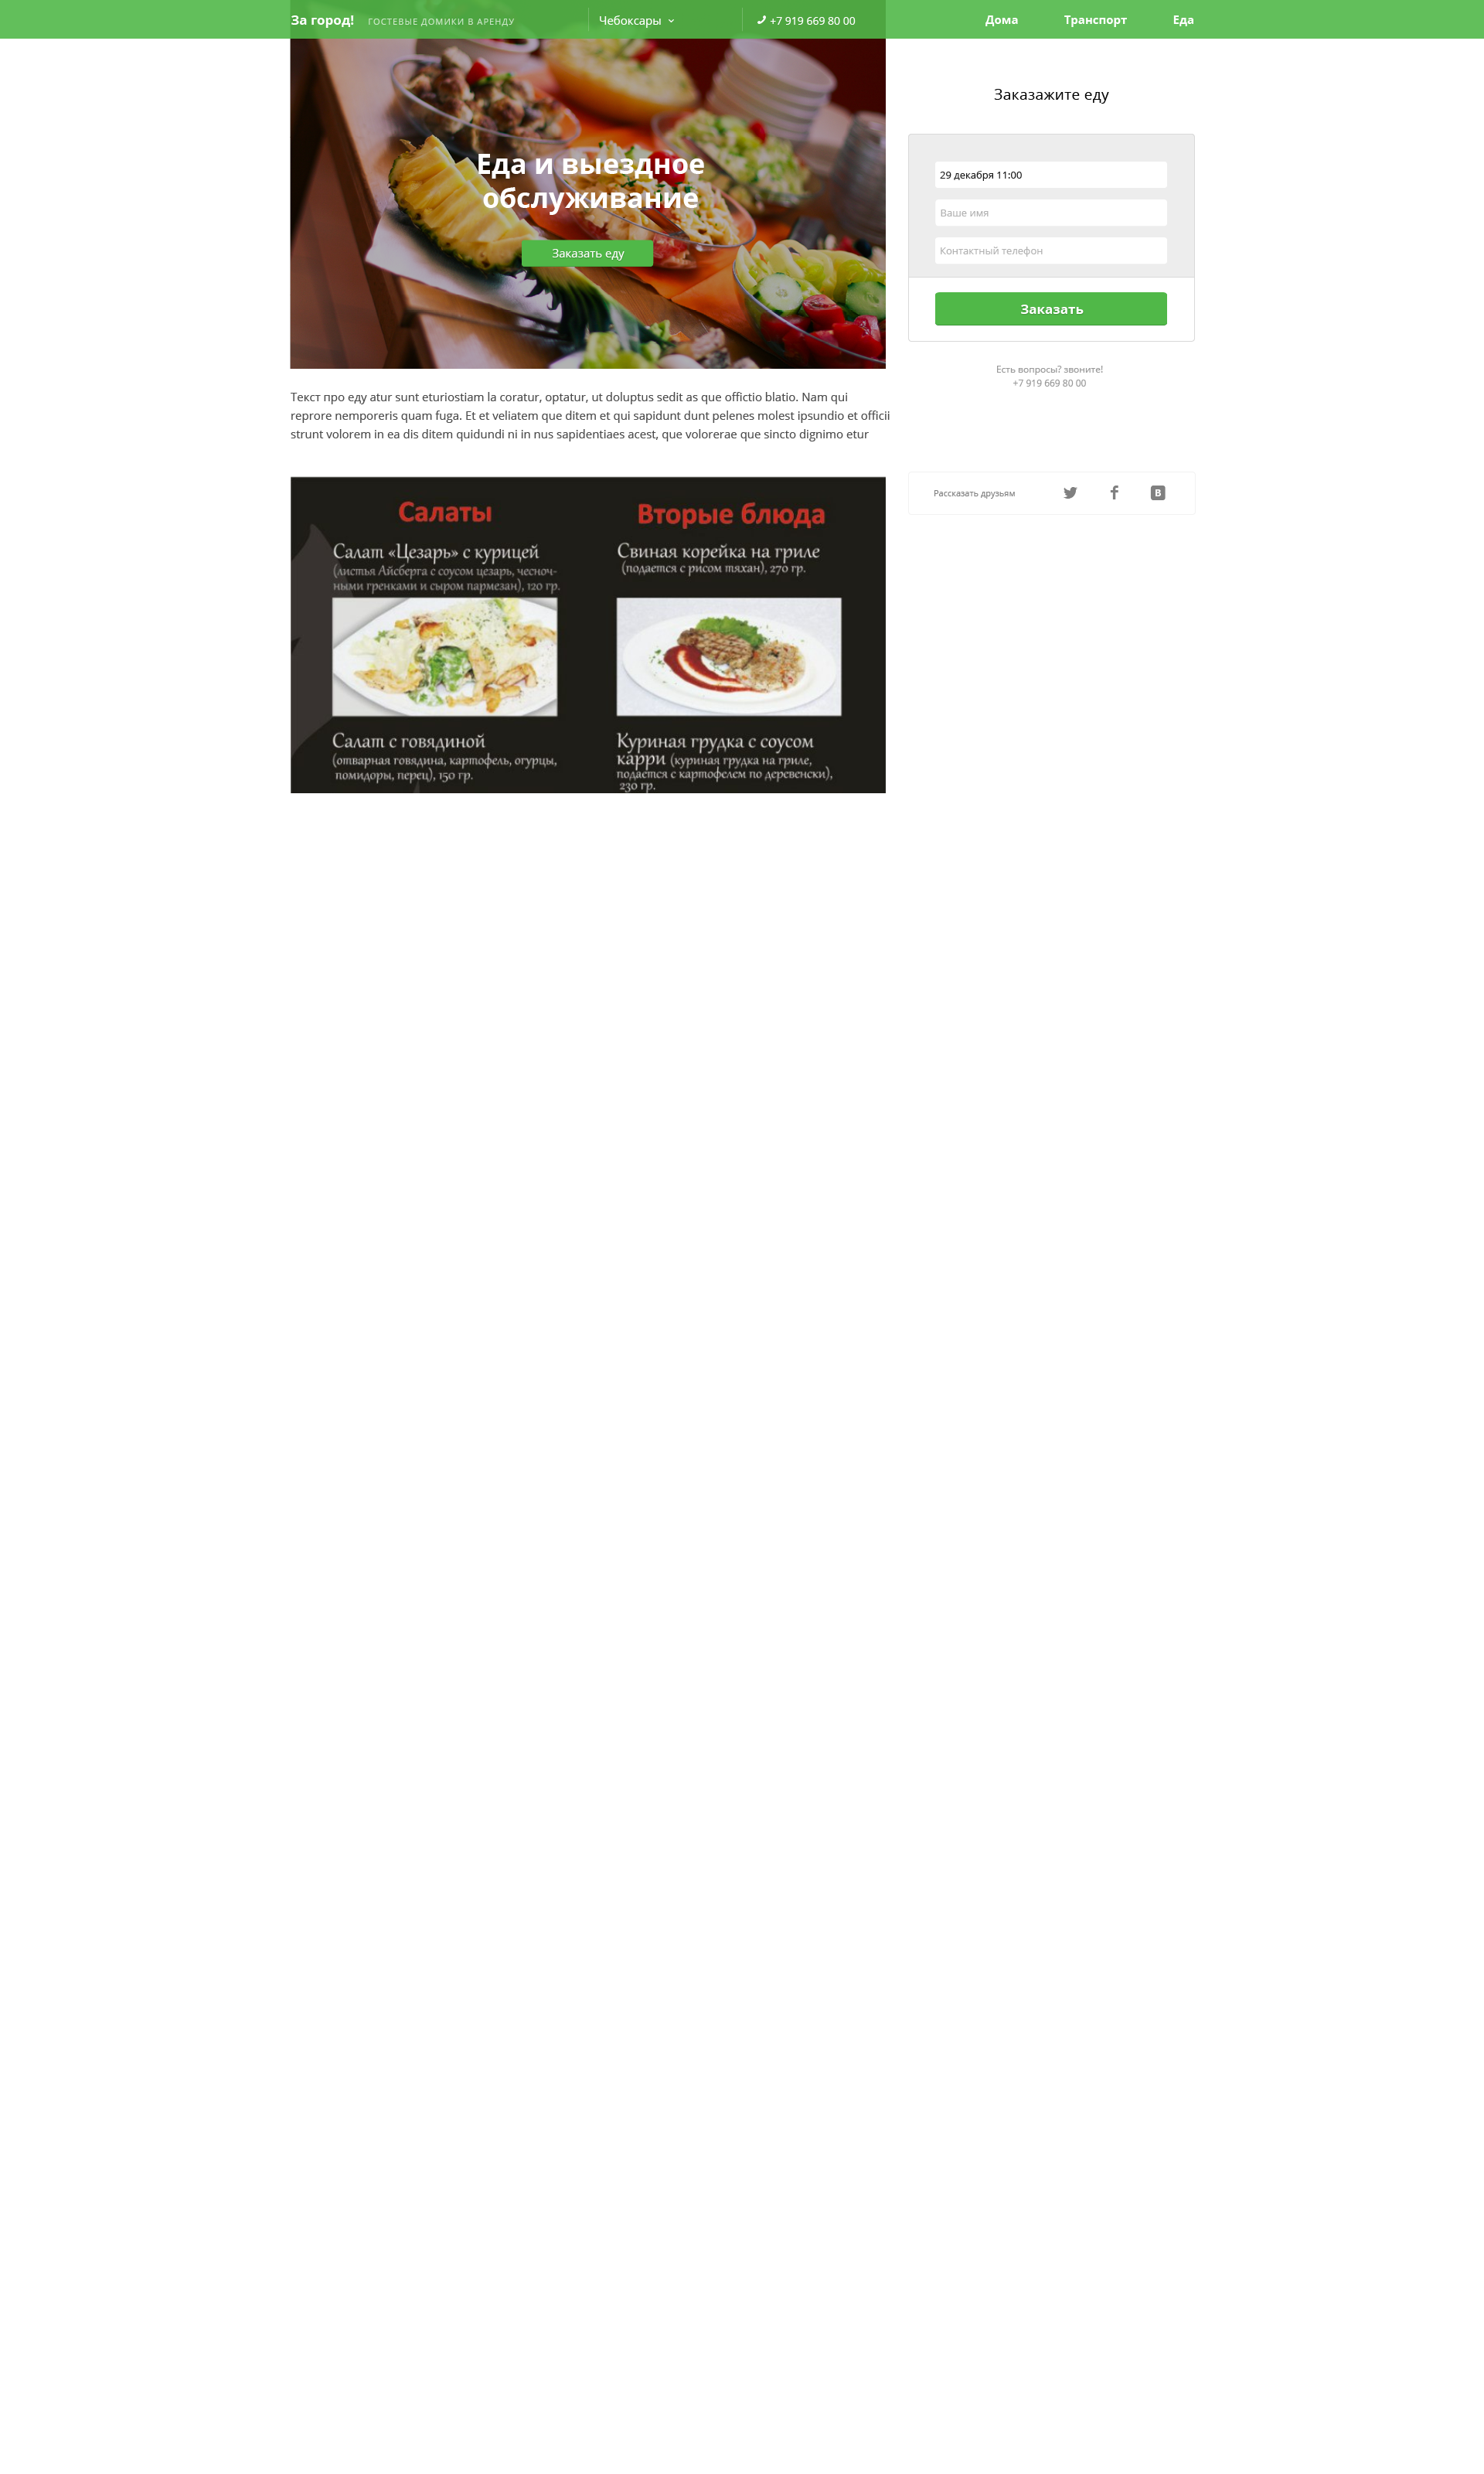 За город! ГОСТЕВЫЕ ДОМИКИ В АРЕНДУ Чебоксары +7 919 669 80 00 Дома Транспорт Еда
Еда и выездное
обслуживание
Заказать еду
Заказажите еду
29 декабря 11:00
Ваше имя
Контактный телефон
Заказать
Есть вопросы? звоните!
+7 919 669 80 00
Текст про еду atur sunt eturiostiam la coratur, optatur, ut doluptus sedit as que offictio blatio. Nam qui
reprore nemporeris quam fuga. Et et veliatem que ditem et qui sapidunt dunt pelenes molest ipsundio et officii
strunt volorem in ea dis ditem quidundi ni in nus sapidentiaes acest, que volorerae que sincto dignimo etur
Рассказать друзьям
Салаты
Салат «Цезарь» с курицей
(листья Айсберга с соусом цезарь, чесноч-
ными гренками и сыром пармезан), 120 гр.
Салат с говядиной
(отварная говядина, картофель, огурцы,
помидоры, перец), 150 гр.
Вторые блюда
Свиная корейка на гриле
(подается с рисом тяхан), 270 гр.
Куриная грудка с соусом
карри (куриная грудка на гриле,
подается с картофелем по деревенски),
230 гр.